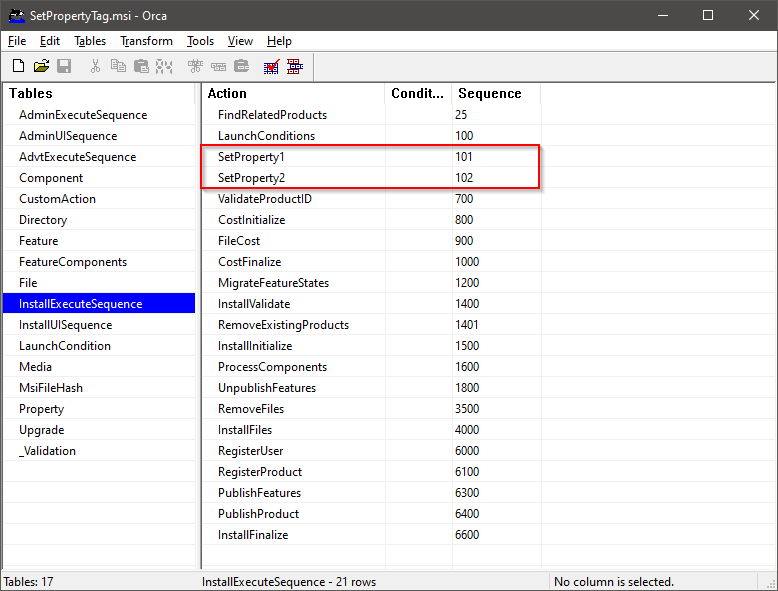 SetPropertyTag.msi - Orca
File Edit Tables Transform Tools View Help
Tables Action Condit... Sequence
AdminExecuteSequence FindRelatedProducts 25
AdminUISequence LaunchConditions 100
AdvtExecuteSequence SetProperty1 101
Component SetProperty2 102
CustomAction ValidateProductID 700
Directory CostInitialize 800
Feature FileCost 900
FeatureComponents CostFinalize 1000
File MigrateFeatureStates 1200
InstallExecuteSequence InstallValidate 1400
InstallUISequence RemoveExistingProducts 1401
LaunchCondition InstallInitialize 1500
Media ProcessComponents 1600
MsiFileHash UnpublishFeatures 1800
Property RemoveFiles 3500
Upgrade InstallFiles 4000
_Validation RegisterUser 6000
RegisterProduct 6100
PublishFeatures 6300
PublishProduct 6400
InstallFinalize 6600
Tables: 17 InstallExecuteSequence - 21 rows No column is selected.